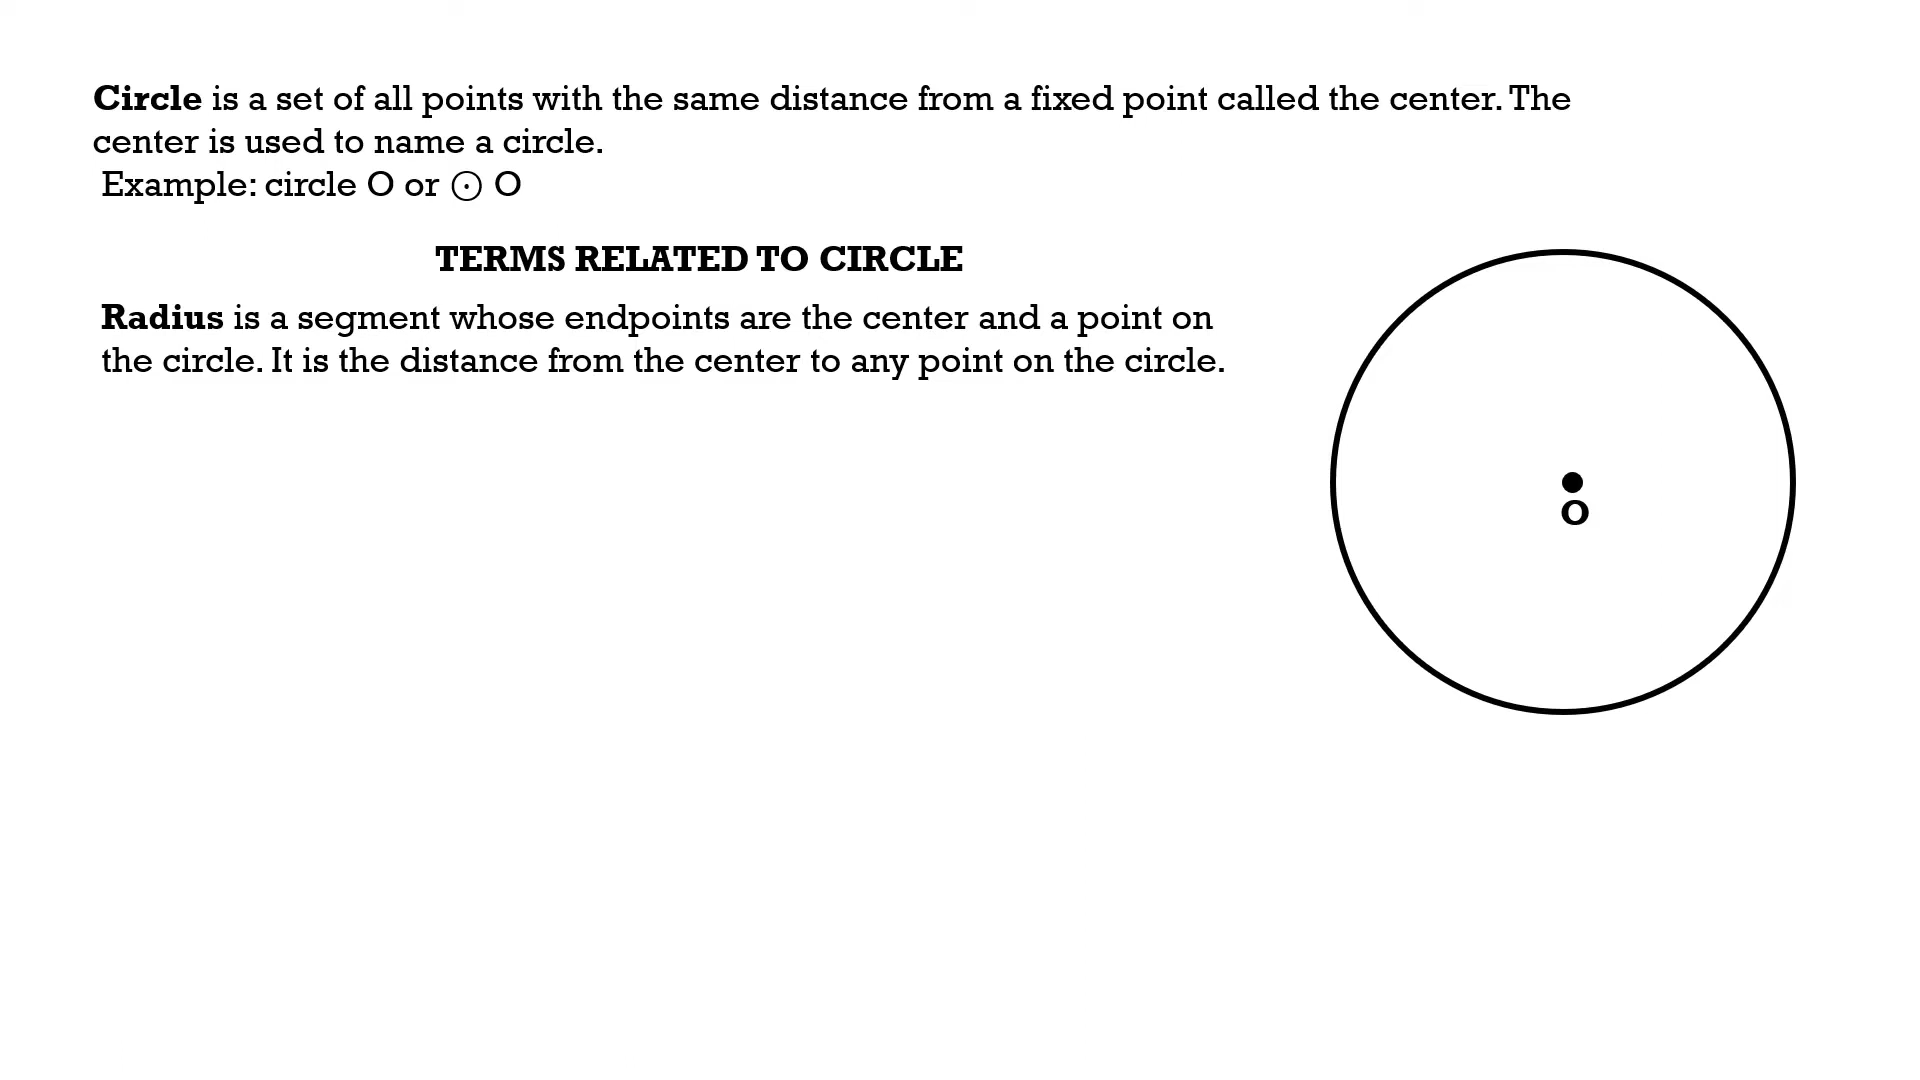 Circle is a set of all points with the same distance from a fixed point called the center. The
center is used to name a circle.
Example: circle O or ⊙ O
TERMS RELATED TO CIRCLE
Radius is a segment whose endpoints are the center and a point on
the circle. It is the distance from the center to any point on the circle.
O